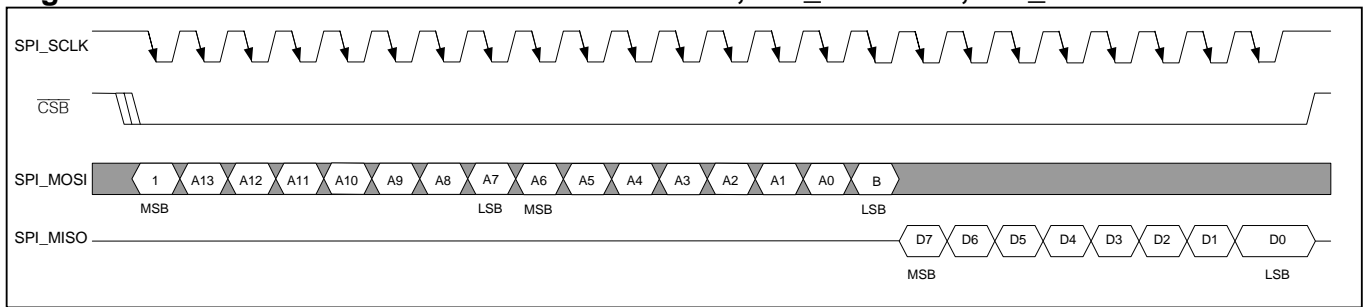 SPI_SCLK
CSB
SPI_MOSI 1 A13 A12 A11 A10 A9 A8 A7 A6 A5 A4 A3 A2 A1 A0 B
MSB LSB MSB LSB
SPI_MISO D7 D6 D5 D4 D3 D2 D1 D0
MSB LSB